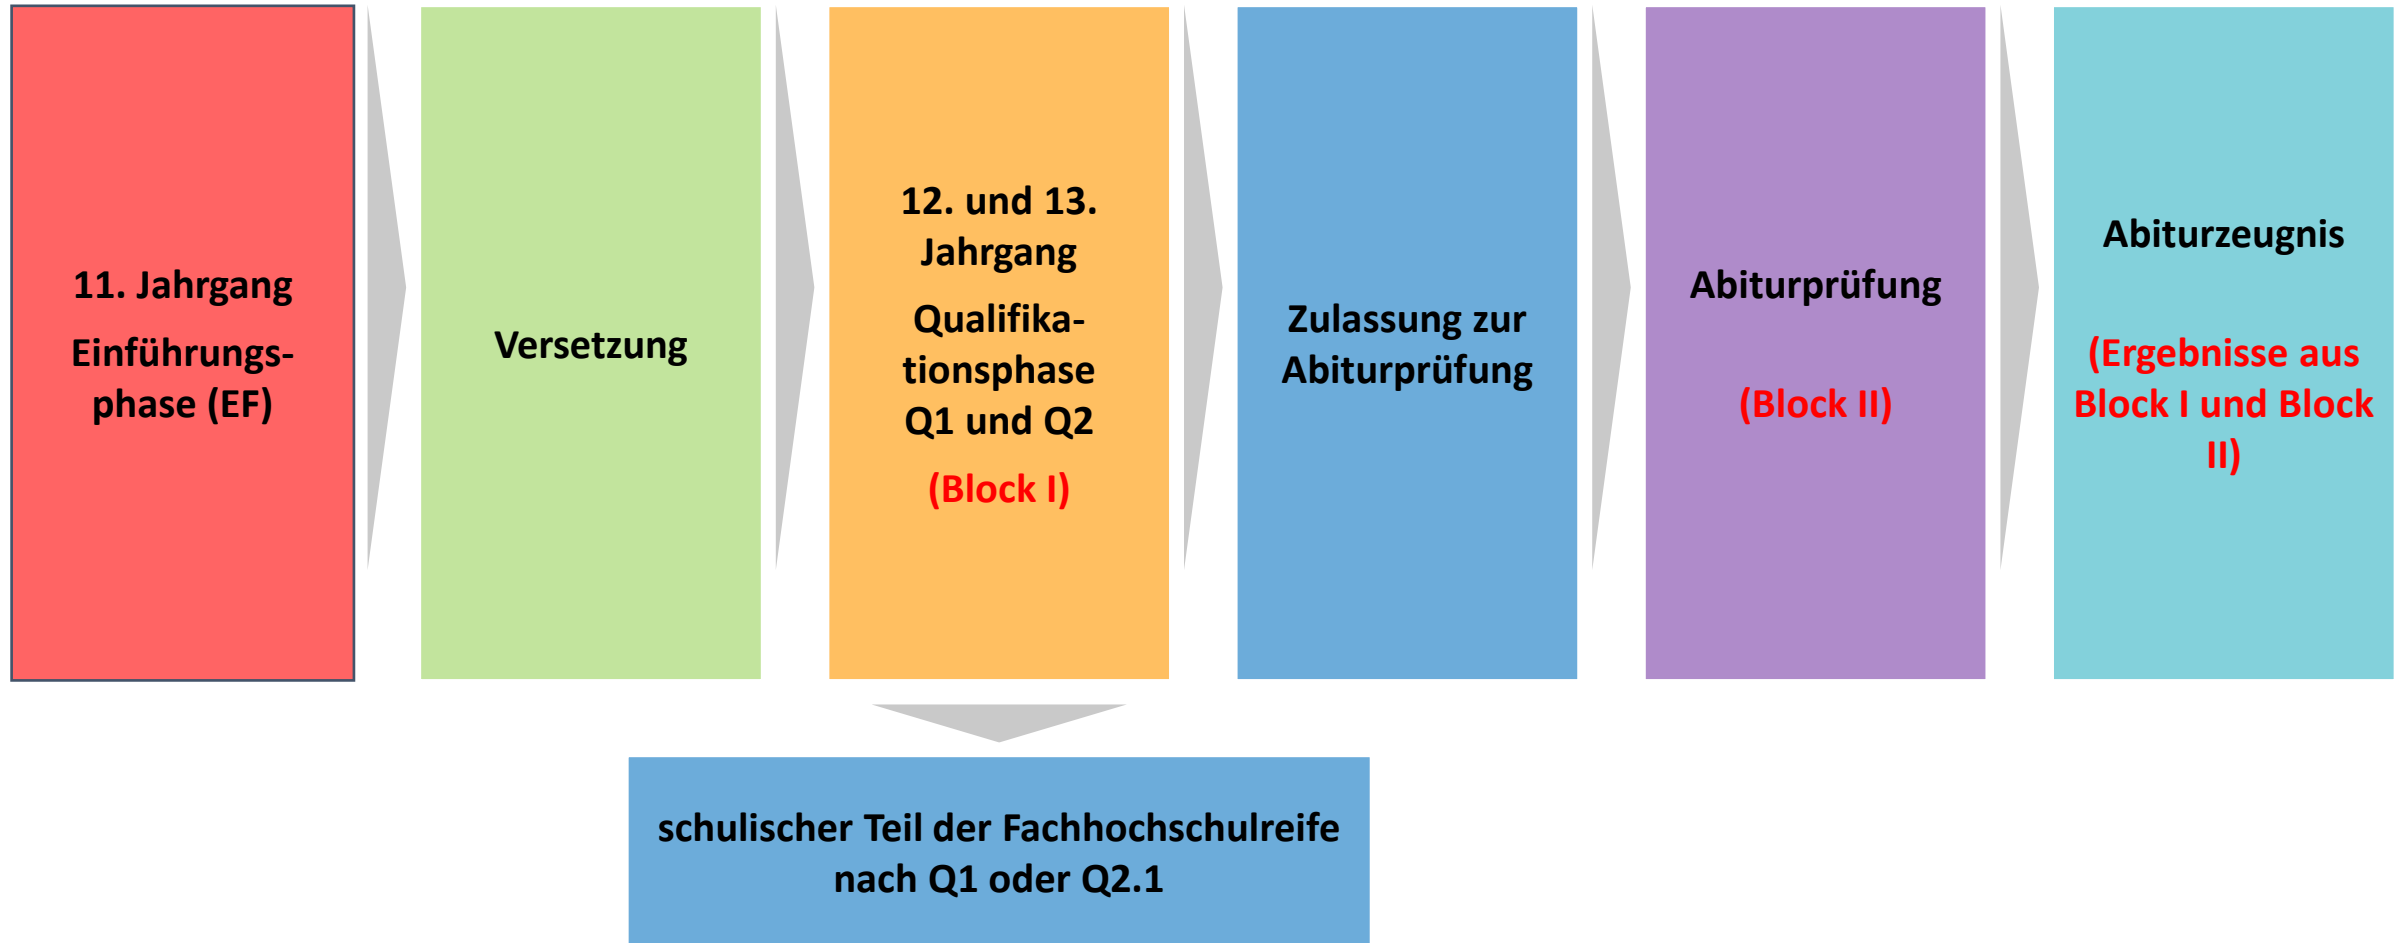 11. Jahrgang
Einführungs-
phase (EF)
Versetzung
12. und 13.
Jahrgang
Qualifika-
tionsphase
Q1 und Q2
(Block I)
Zulassung zur
Abiturprüfung
Abiturprüfung
(Block II)
Abiturzeugnis
(Ergebnisse aus
Block I und Block
II)
schulischer Teil der Fachhochschulreife
nach Q1 oder Q2.1